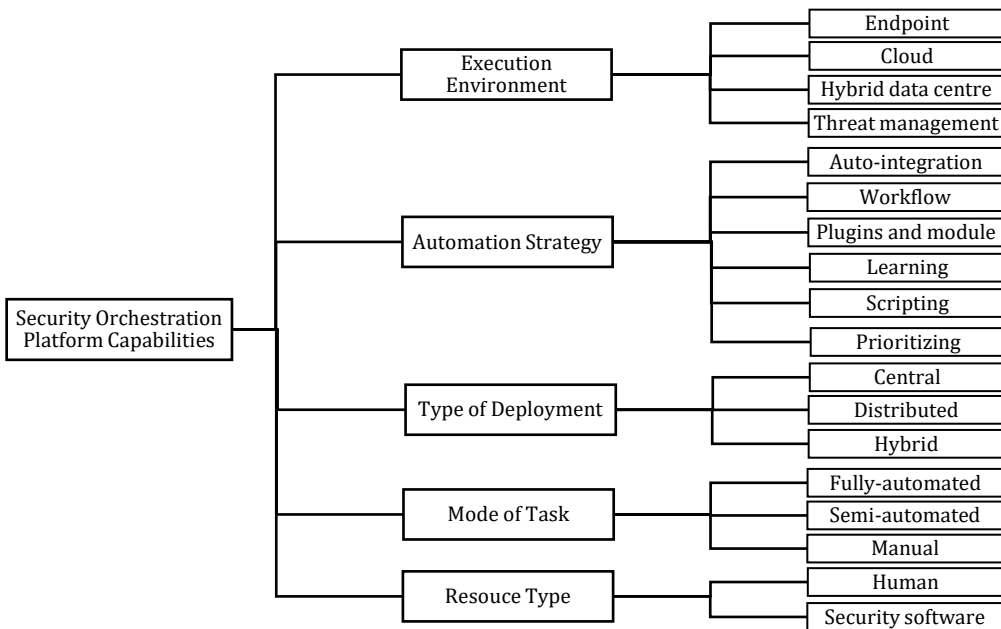 Security Orchestration
Platform Capabilities
Execution
Environment
Endpoint
Cloud
Hybrid data centre
Threat management
Automation Strategy
Auto-integration
Workflow
Plugins and module
Learning
Scripting
Prioritizing
Type of Deployment
Central
Distributed
Hybrid
Mode of Task
Fully-automated
Semi-automated
Manual
Resouce Type
Human
Security software